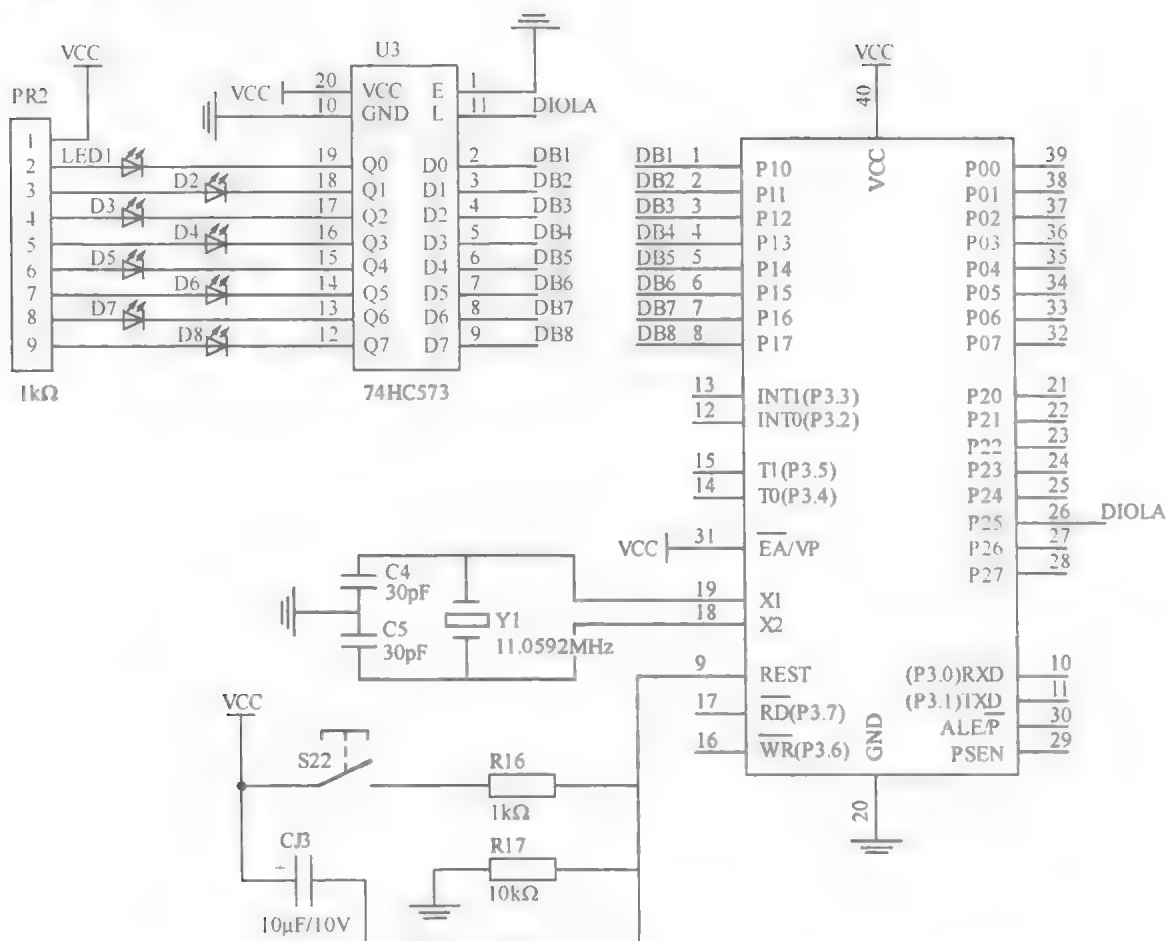 VCC
PR2
1
2
3
4
5
6
7
8
9
1kΩ
LED1
D2
D3
D4
D5
D6
D7
D8
U3
VCC
20
10
VCC
GND
E
L
1
11
DIOLA
19
18
17
16
15
14
13
12
Q0
Q1
Q2
Q3
Q4
Q5
Q6
Q7
D0
D1
D2
D3
D4
D5
D6
D7
2
3
4
5
6
7
8
9
DB1
DB2
DB3
DB4
DB5
DB6
DB7
DB8
74HC573
VCC
40
VCC
DB1 1 P10
DB2 2 P11
DB3 3 P12
DB4 4 P13
DB5 5 P14
DB6 6 P15
DB7 7 P16
DB8 8 P17
13 INT1(P3.3)
12 INT0(P3.2)
15 T1(P3.5)
14 T0(P3.4)
VCC 31 EA/VP
19 X1
18 X2
9 REST
17 RD(P3.7)
16 WR(P3.6)
P00 39
P01 38
P02 37
P03 36
P04 35
P05 34
P06 33
P07 32
P20 21
P21 22
P22 23
P23 24
P24 25
P25 26 DIOLA
P26 27
P27 28
(P3.0)RXD 10
(P3.1)TXD 11
ALE/P 30
PSEN 29
GND
20
C4
30pF
C5
30pF
Y1
11.0592MHz
VCC
S22
R16
1kΩ
CJ3
+
10μF/10V
R17
10kΩ